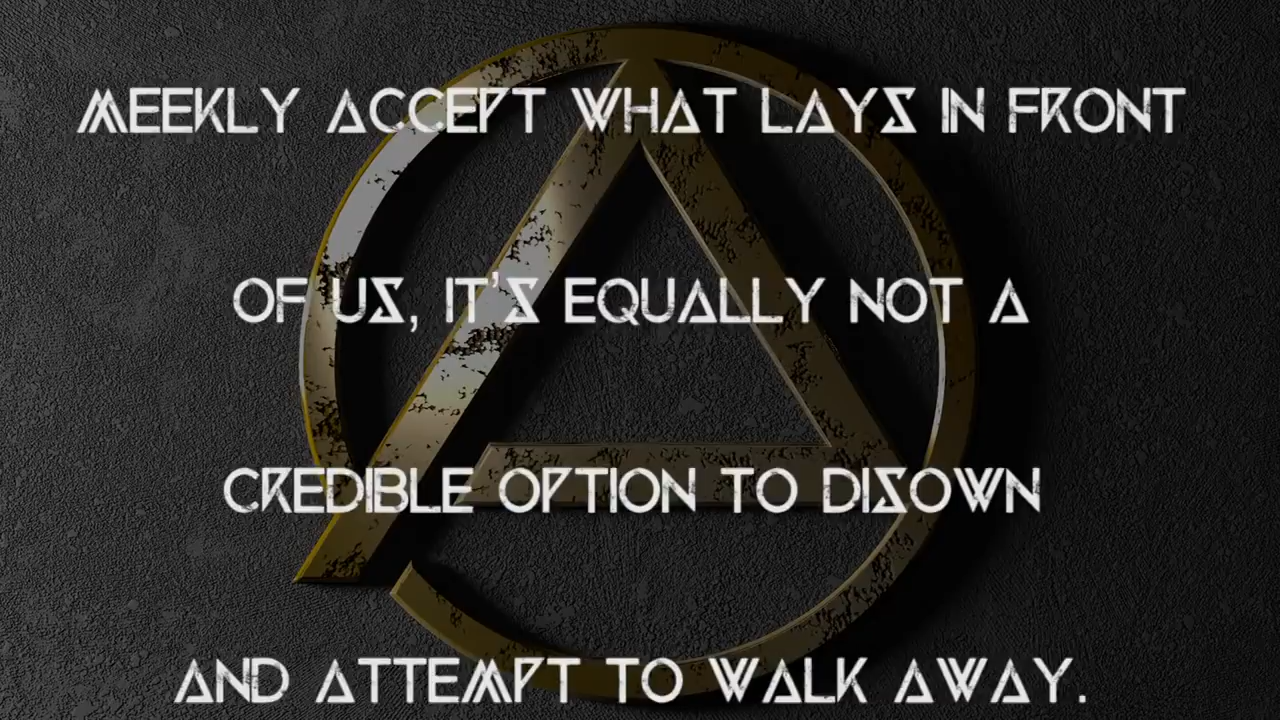 MEEKLY ACCEPT WHAT LAYS IN FRONT
OF US, IT'S EQUALLY NOT A
CREDIBLE OPTION TO DISOWN
AND ATTEMPT TO WALK AWAY.